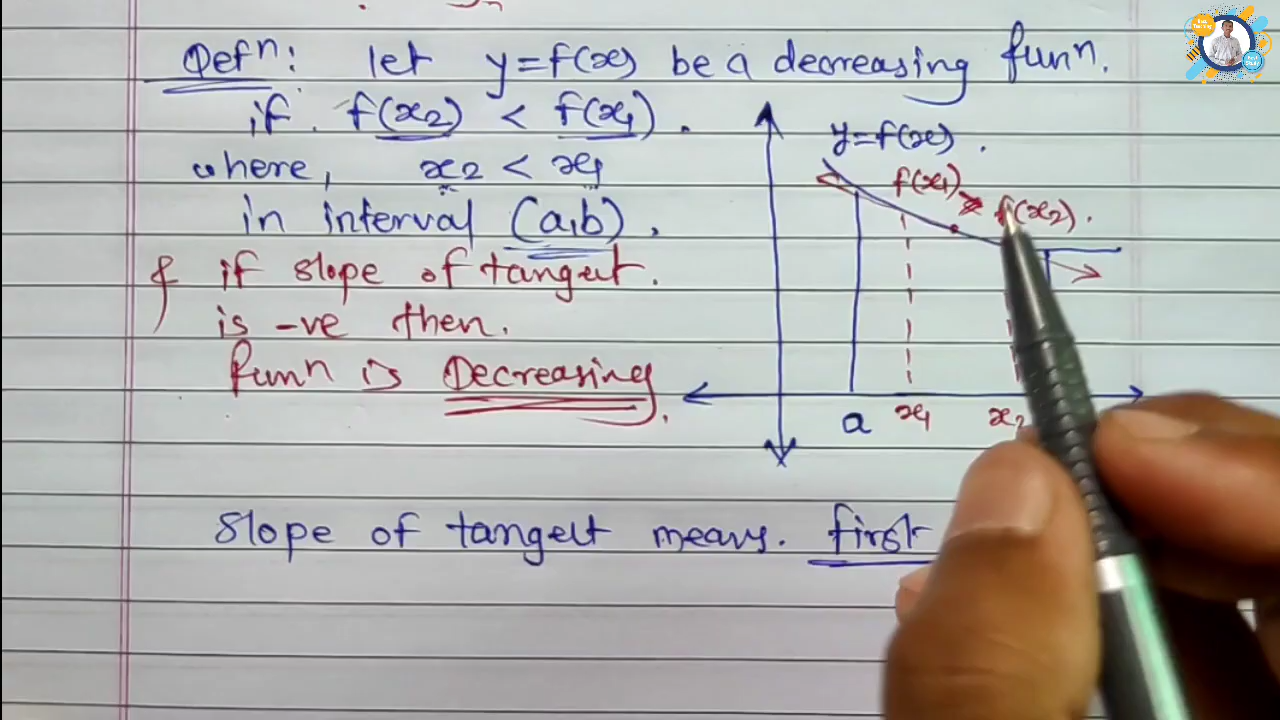 Defⁿ: let y=f(x) be a decreasing funⁿ.
if. f(x2) < f(x1).
where, x2 < x1
in interval (a,b).
& if slope of tangent.
is -ve then.
funⁿ is Decreasing.
y=f(x).
f(x1) > f(x2).
a x1 x2
Slope of tangelt means. first